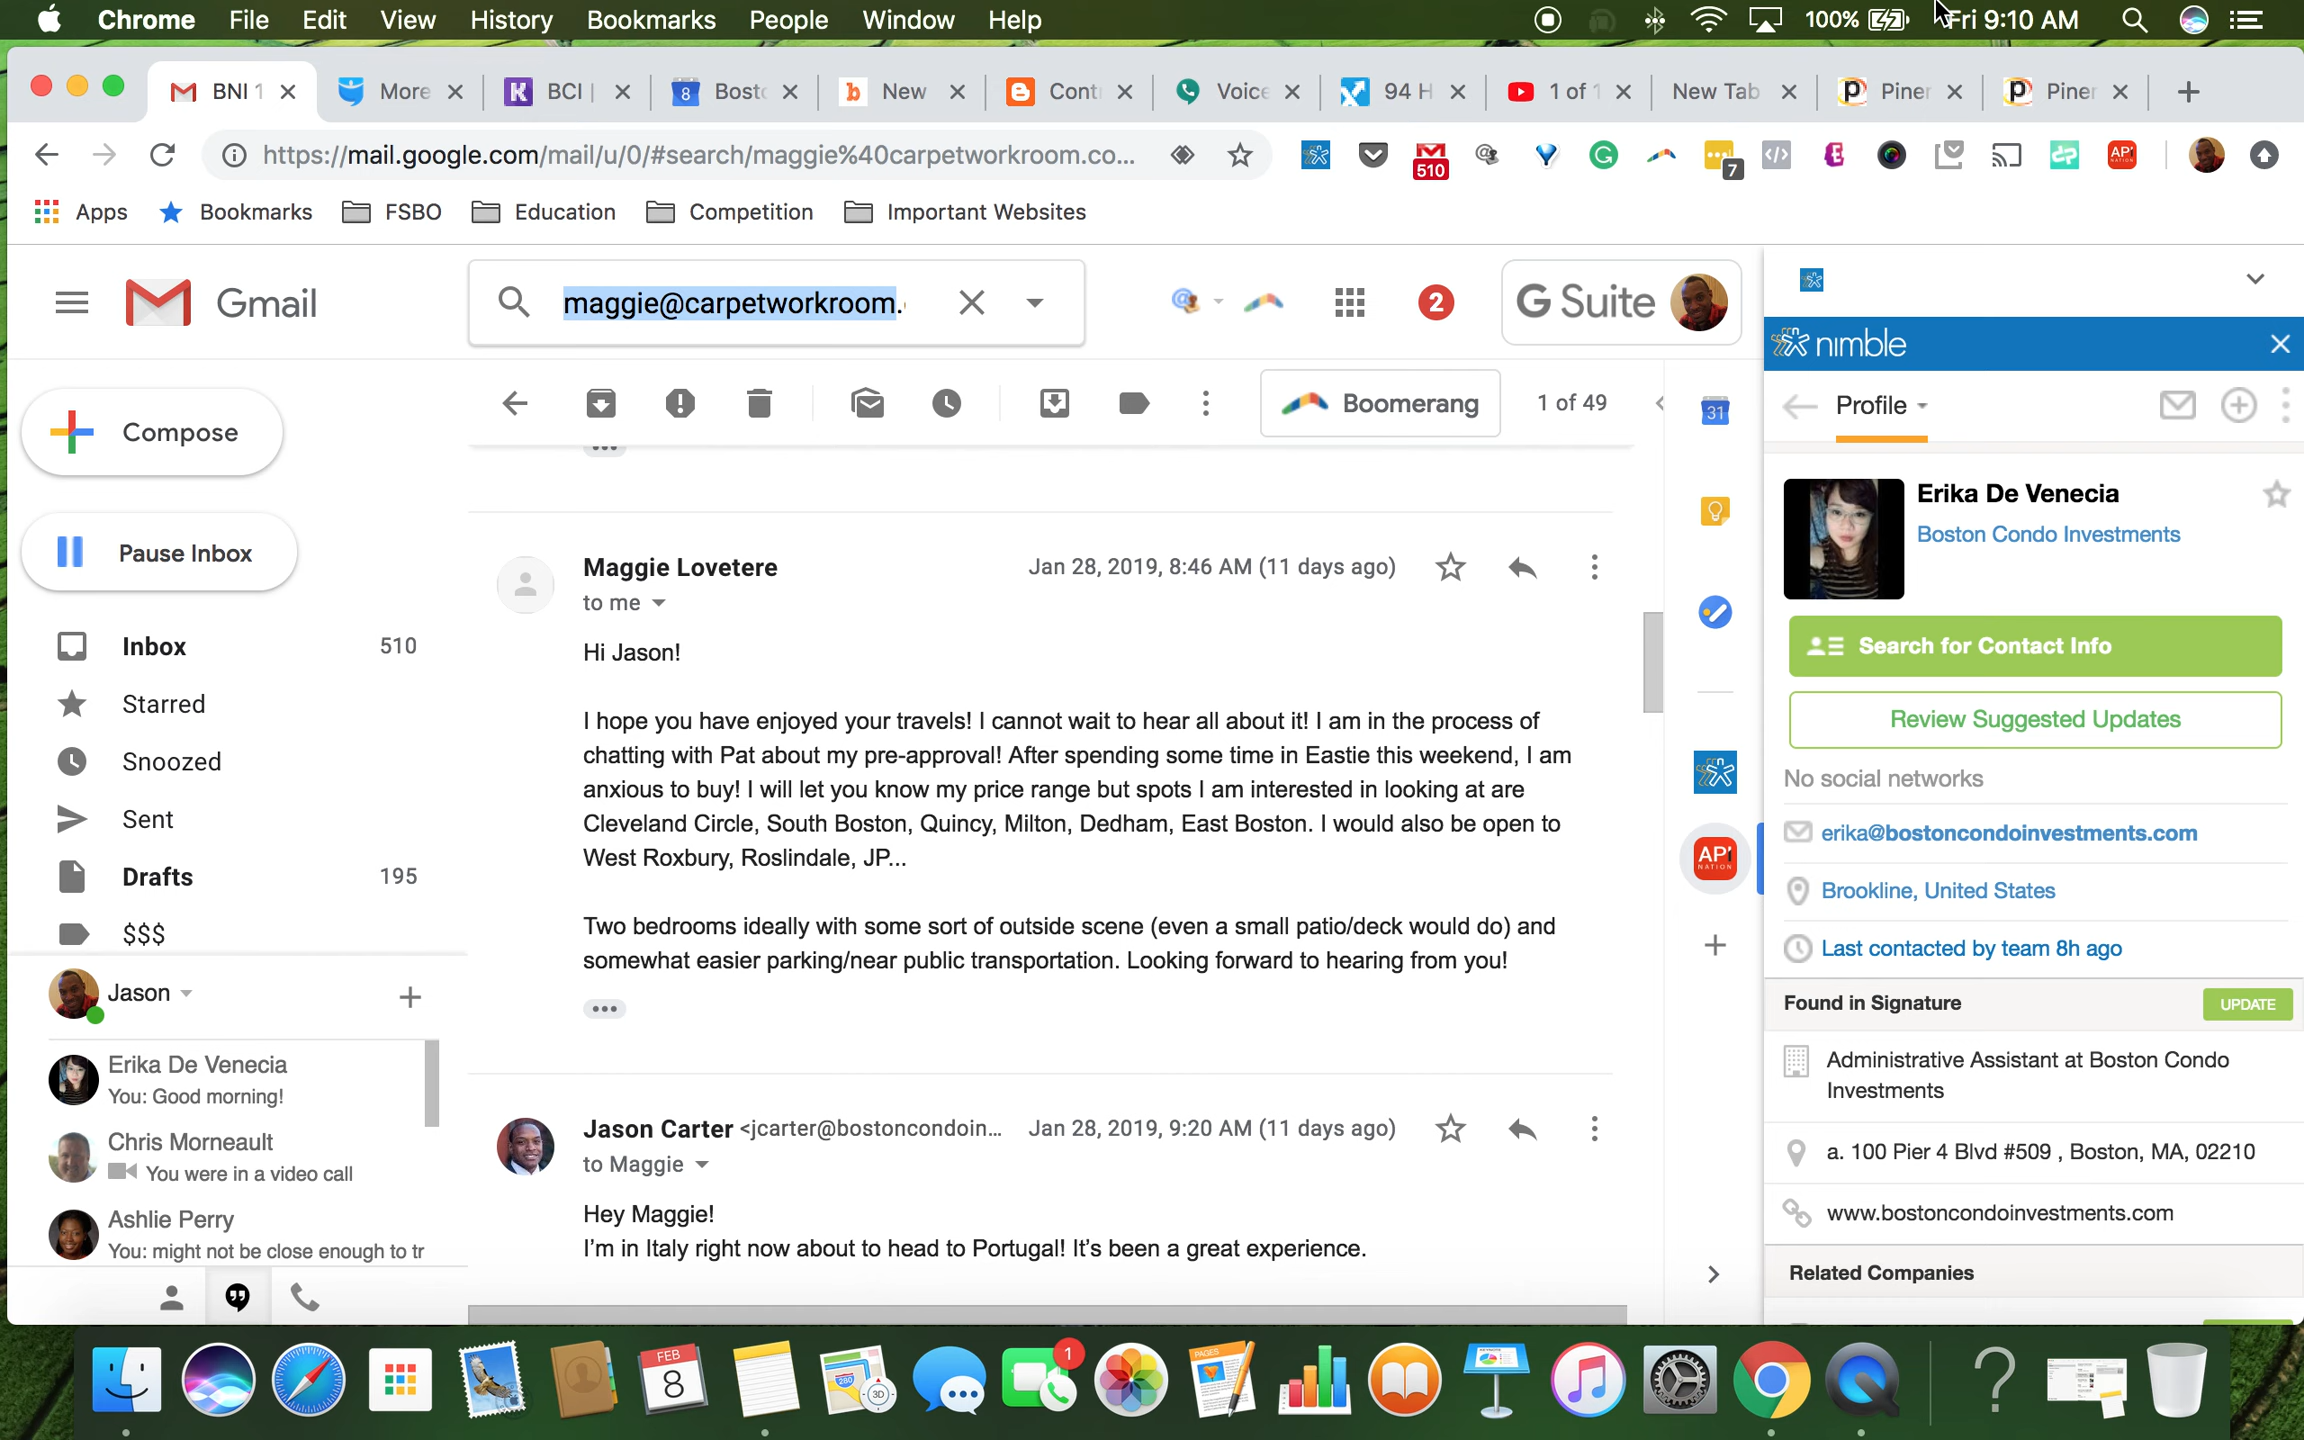 Chrome File Edit View History Bookmarks People Window Help 100% Fri 9:10 AM
BNI 1 More BCI | 8 Bosto New Cont Voice 94 H 1 of 1 New Tab Piner Piner
https://mail.google.com/mail/u/0/#search/maggie%40carpetworkroom.co... 510 7
Apps Bookmarks FSBO Education Competition Important Websites
Gmail maggie@carpetworkroom. 2 G Suite
nimble
Boomerang 1 of 49 31 Profile
Compose
Pause Inbox
Inbox 510
Starred
Snoozed
Sent
Drafts 195
$$$
Jason
Erika De Venecia
You: Good morning!
Chris Morneault
You were in a video call
Ashlie Perry
You: might not be close enough to tr
Maggie Lovetere Jan 28, 2019, 8:46 AM (11 days ago)
to me
Hi Jason!
I hope you have enjoyed your travels! I cannot wait to hear all about it! I am in the process of
chatting with Pat about my pre-approval! After spending some time in Eastie this weekend, I am
anxious to buy! I will let you know my price range but spots I am interested in looking at are
Cleveland Circle, South Boston, Quincy, Milton, Dedham, East Boston. I would also be open to
West Roxbury, Roslindale, JP...
Two bedrooms ideally with some sort of outside scene (even a small patio/deck would do) and
somewhat easier parking/near public transportation. Looking forward to hearing from you!
Jason Carter <jcarter@bostoncondoin... Jan 28, 2019, 9:20 AM (11 days ago)
to Maggie
Hey Maggie!
I'm in Italy right now about to head to Portugal! It's been a great experience.
API
NATION
Erika De Venecia
Boston Condo Investments
Search for Contact Info
Review Suggested Updates
No social networks
erika@bostoncondoinvestments.com
Brookline, United States
Last contacted by team 8h ago
Found in Signature UPDATE
Administrative Assistant at Boston Condo
Investments
a. 100 Pier 4 Blvd #509 , Boston, MA, 02210
www.bostoncondoinvestments.com
Related Companies
FEB
8
280
3D
1
PAGES